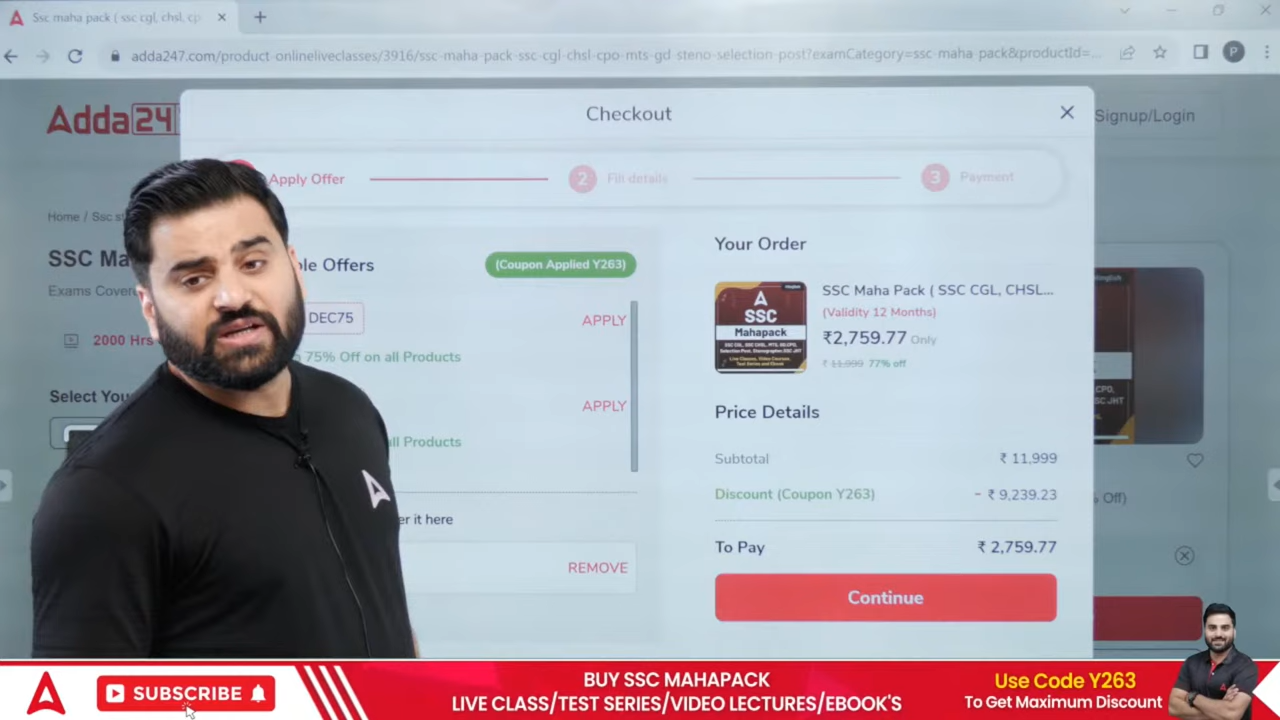 Ssc maha pack ( ssc cgl, chsl, cp
adda247.com/product-onlineliveclasses/3916/ssc-maha-pack-ssc-cgl-chsl-cpo-mts-gd-steno-selection-post?examCategory=ssc-maha-pack&productId=...
P
Adda24
Checkout
Signup/Login
Apply Offer
2 Fill details
3 Payment
Home / Ssc
SSC Ma
Exams Cover
2000 Hrs
Select You
le Offers
(Coupon Applied Y263)
DEC75
APPLY
75% Off on all Products
APPLY
all Products
er it here
REMOVE
Your Order
SSC
Mahapack
SSC Maha Pack ( SSC CGL, CHSL...
(Validity 12 Months)
₹2,759.77 Only
₹ 11,999 77% off
Price Details
Subtotal ₹ 11,999
Discount (Coupon Y263) - ₹ 9,239.23
To Pay ₹ 2,759.77
Continue
Off)
SUBSCRIBE
BUY SSC MAHAPACK
LIVE CLASS/TEST SERIES/VIDEO LECTURES/EBOOK'S
Use Code Y263
To Get Maximum Discount